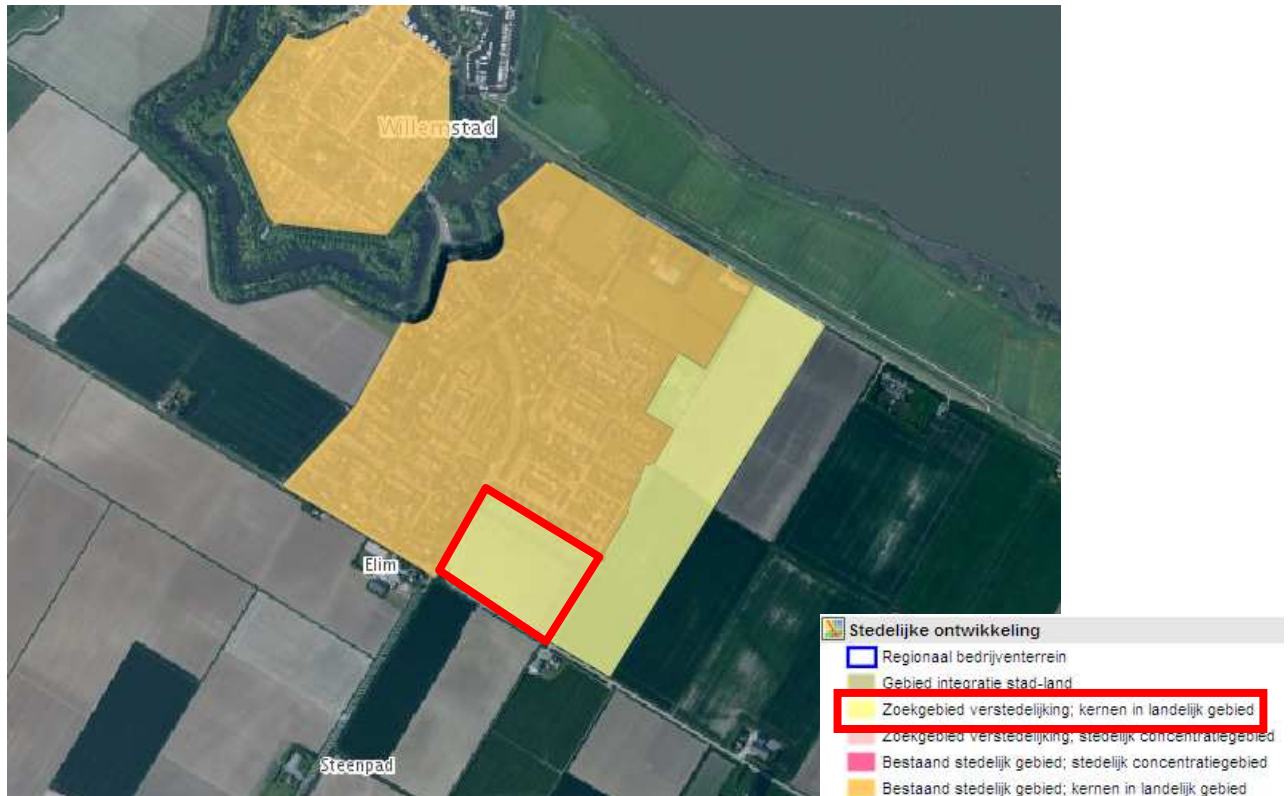 Willemstad
Elim
Steenpad
Stedelijke ontwikkeling
Regionaal bedrijventerrein
Gebied integratie stad-land
Zoekgebied verstedelijking; kernen in landelijk gebied
Zoekgebied verstedelijking; stedelijk concentratiegebied
Bestaand stedelijk gebied; stedelijk concentratiegebied
Bestaand stedelijk gebied; kernen in landelijk gebied